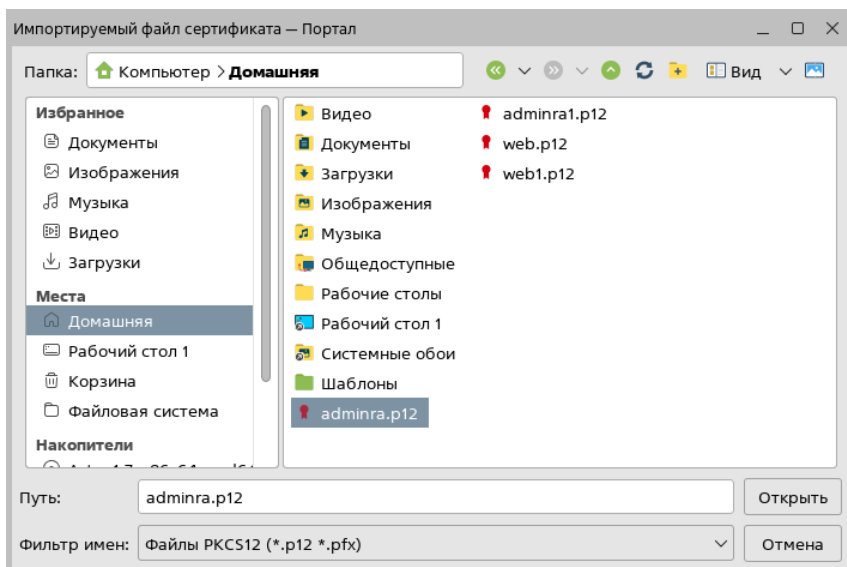 Импортируемый файл сертификата — Портал
Папка: Компьютер > Домашняя
Вид
Избранное
Документы
Изображения
Музыка
Видео
Загрузки
Места
Домашняя
Рабочий стол 1
Корзина
Файловая система
Накопители
Видео
Документы
Загрузки
Изображения
Музыка
Общедоступные
Рабочие столы
Рабочий стол 1
Системные обои
Шаблоны
adminra.p12
adminra1.p12
web.p12
web1.p12
Путь: adminra.p12 Открыть
Фильтр имен: Файлы PKCS12 (*.p12 *.pfx) Отмена